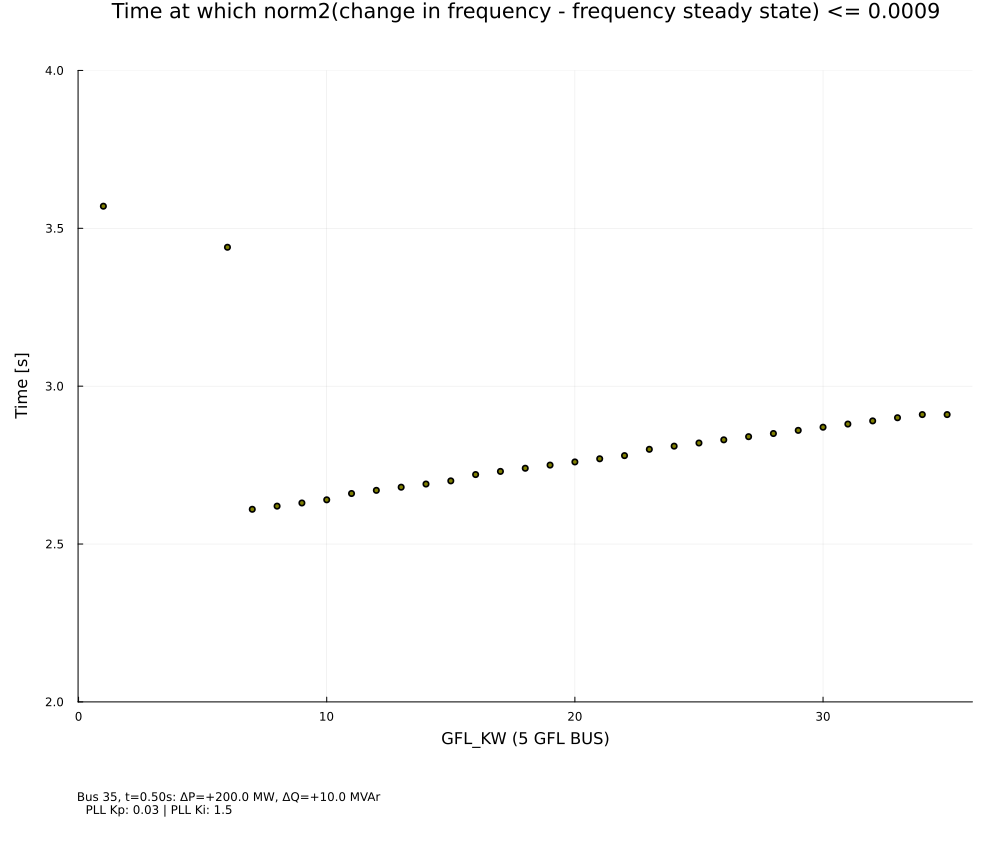 Time at which norm2(change in frequency - frequency steady state) <= 0.0009
4.0
3.5
3.0
2.5
2.0
Time [s]
0 10 20 30
GFL_KW (5 GFL BUS)
Bus 35, t=0.50s: ΔP=+200.0 MW, ΔQ=+10.0 MVAr
PLL Kp: 0.03 | PLL Ki: 1.5